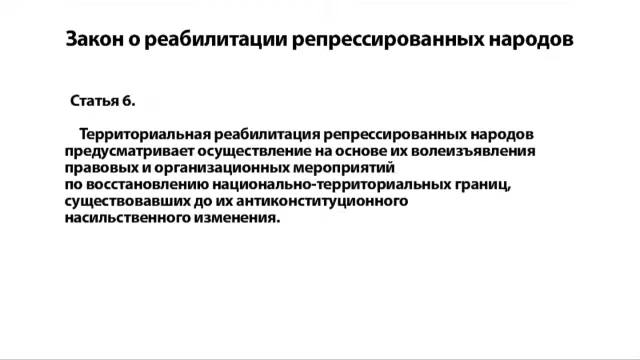 Закон о реабилитации репрессированных народов
Статья 6.
Территориальная реабилитация репрессированных народов
предусматривает осуществление на основе их волеизъявления
правовых и организационных мероприятий
по восстановлению национально-территориальных границ,
существовавших до их антиконституционного
насильственного изменения.